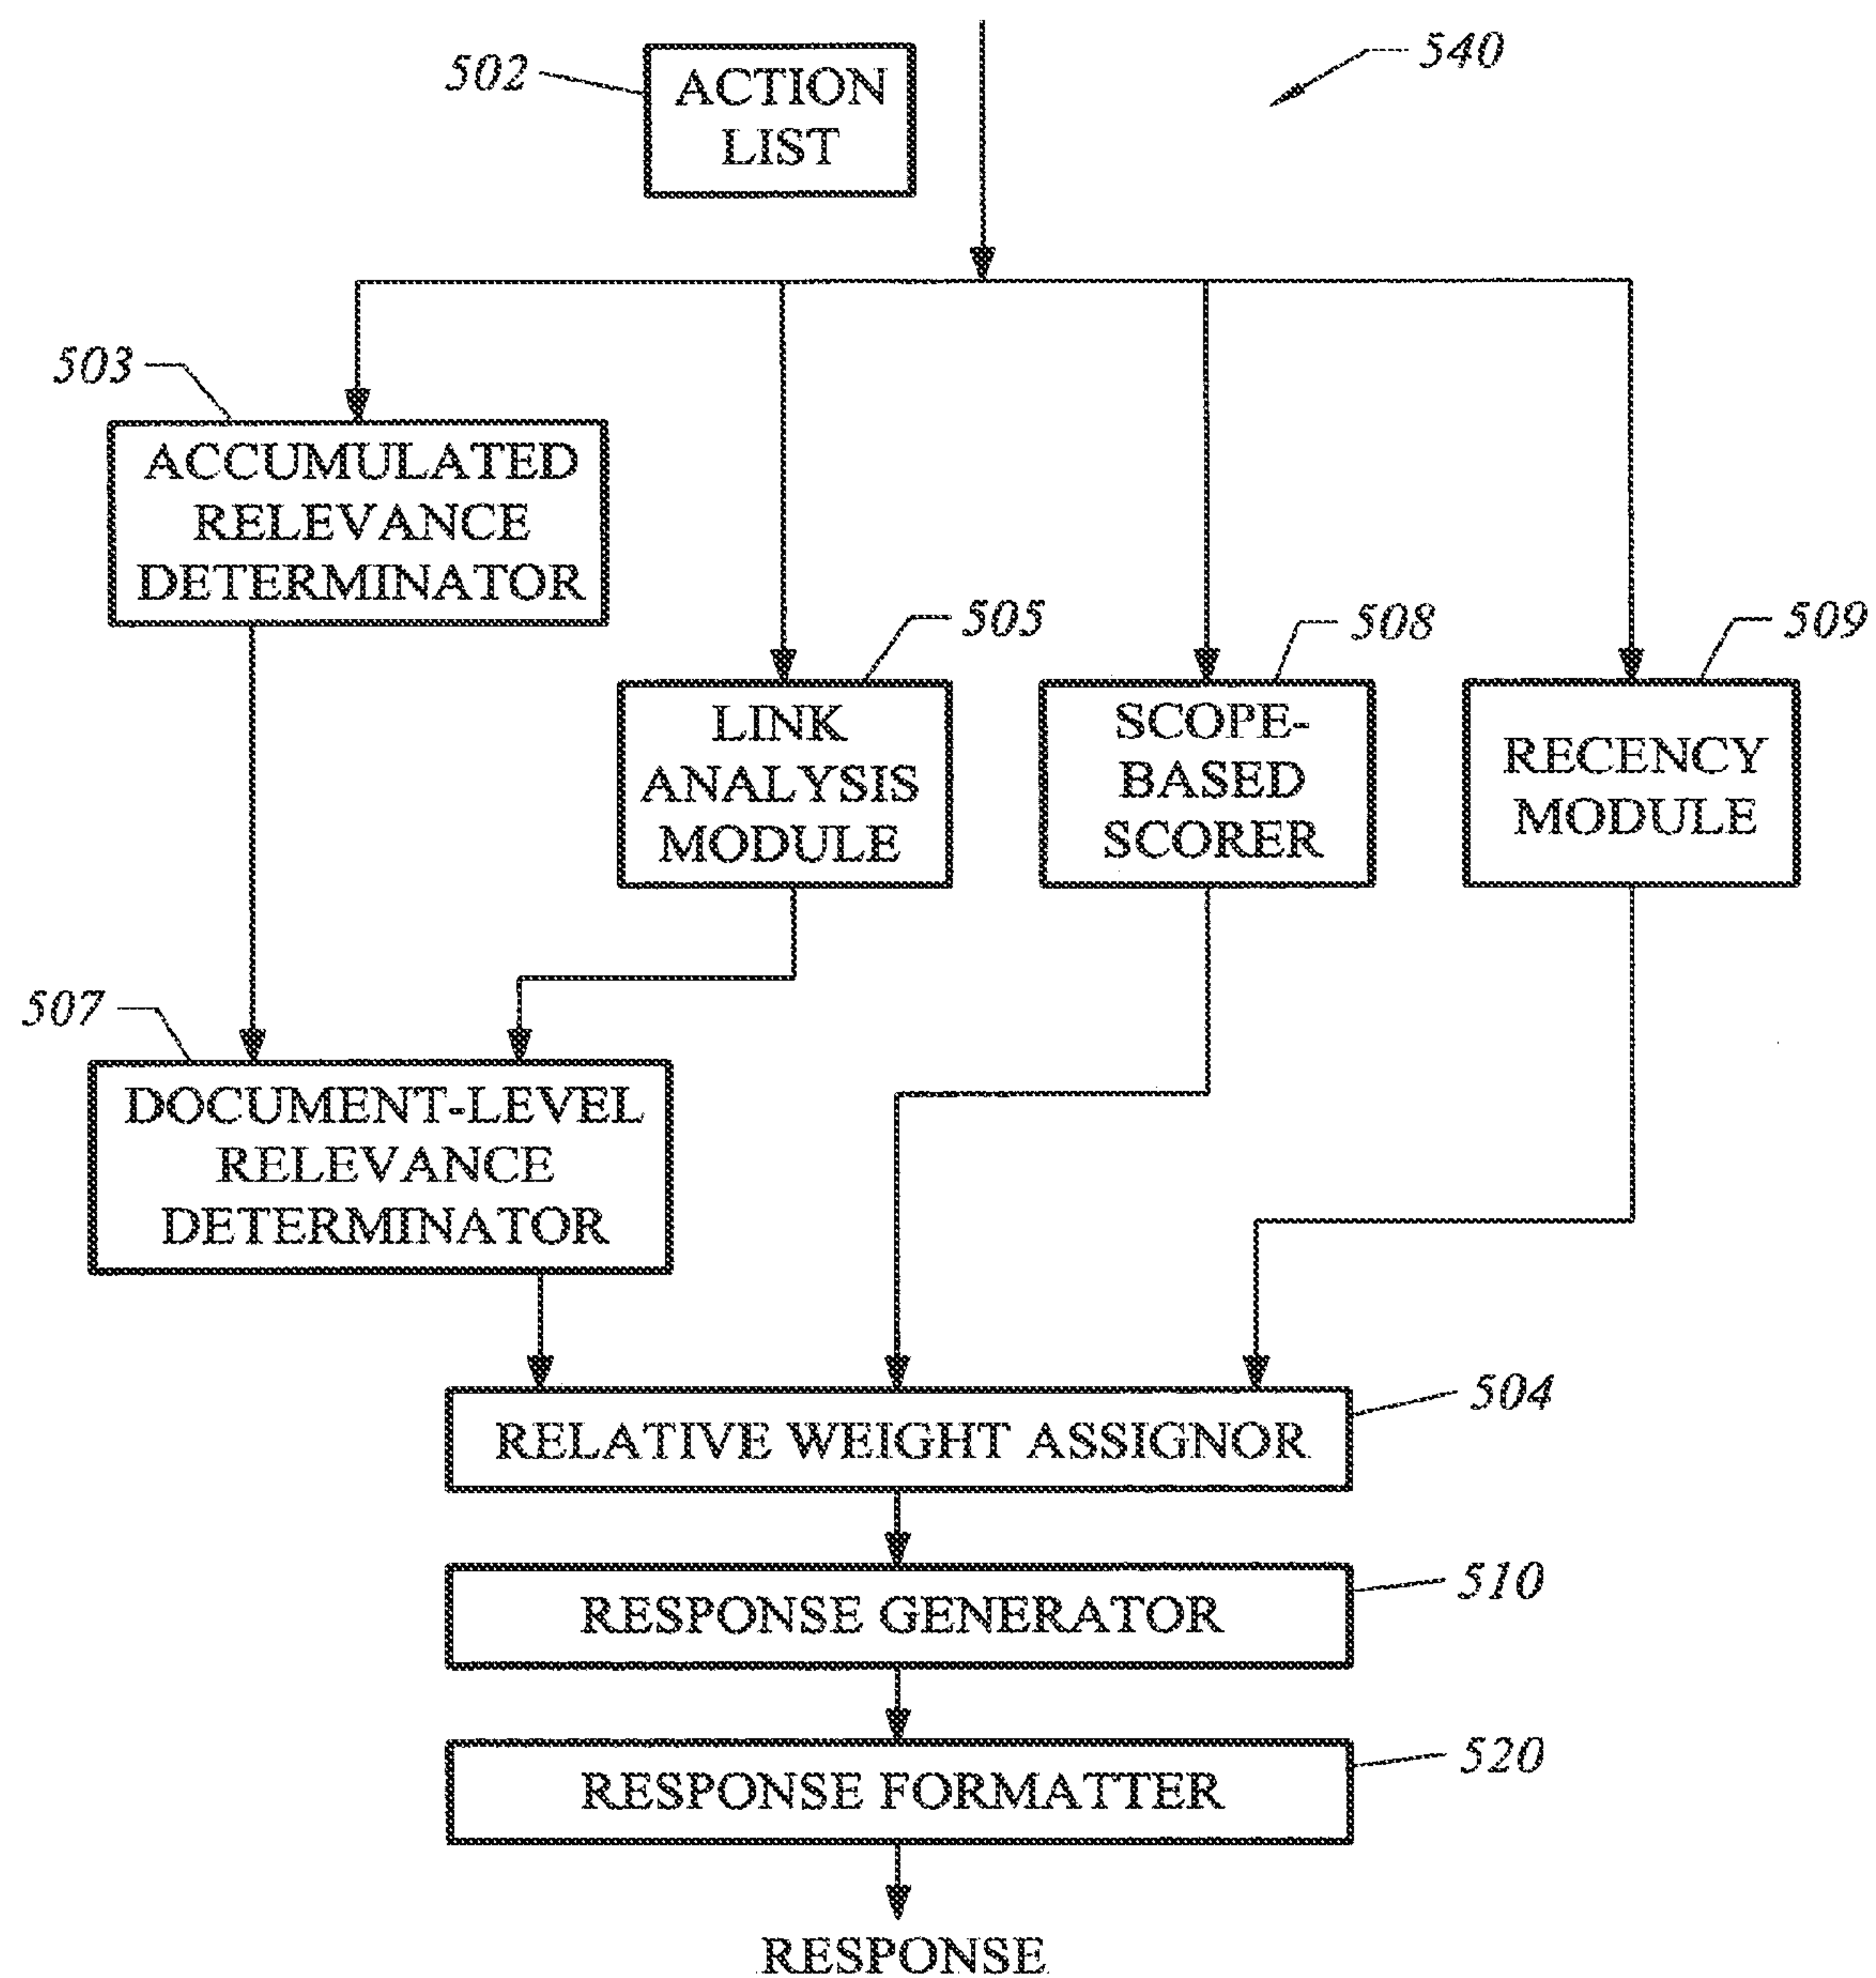 540
502
ACTION
LIST
503
ACCUMULATED
RELEVANCE
DETERMINATOR
505
LINK
ANALYSIS
MODULE
508
SCOPE-
BASED
SCORER
509
RECENCY
MODULE
507
DOCUMENT-LEVEL
RELEVANCE
DETERMINATOR
504
RELATIVE WEIGHT ASSIGNOR
510
RESPONSE GENERATOR
520
RESPONSE FORMATTER
RESPONSE